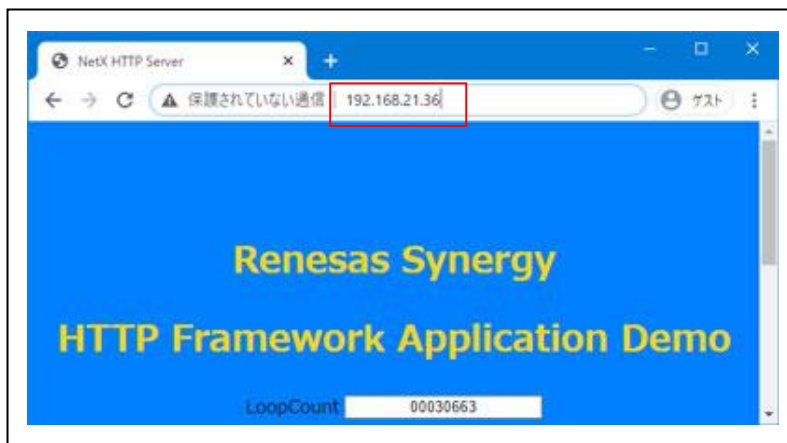 NetX HTTP Server
保護されていない通信 192.168.21.36 ゲスト
Renesas Synergy
HTTP Framework Application Demo
LoopCount 00030663